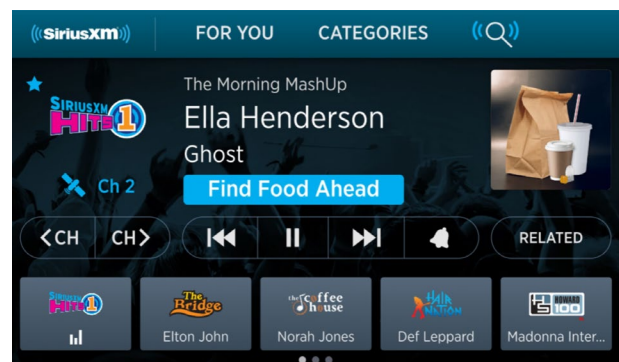 ((SiriusXM))
FOR YOU
CATEGORIES
SIRIUSXM
HITS 1
Ch 2
The Morning MashUp
Ella Henderson
Ghost
Find Food Ahead
<CH
CH>
RELATED
SIRIUSXM
HITS 1
The
Bridge
Elton John
the coffee
house
Norah Jones
HAIR
NATION
Def Leppard
HOWARD
100
Madonna Inter...